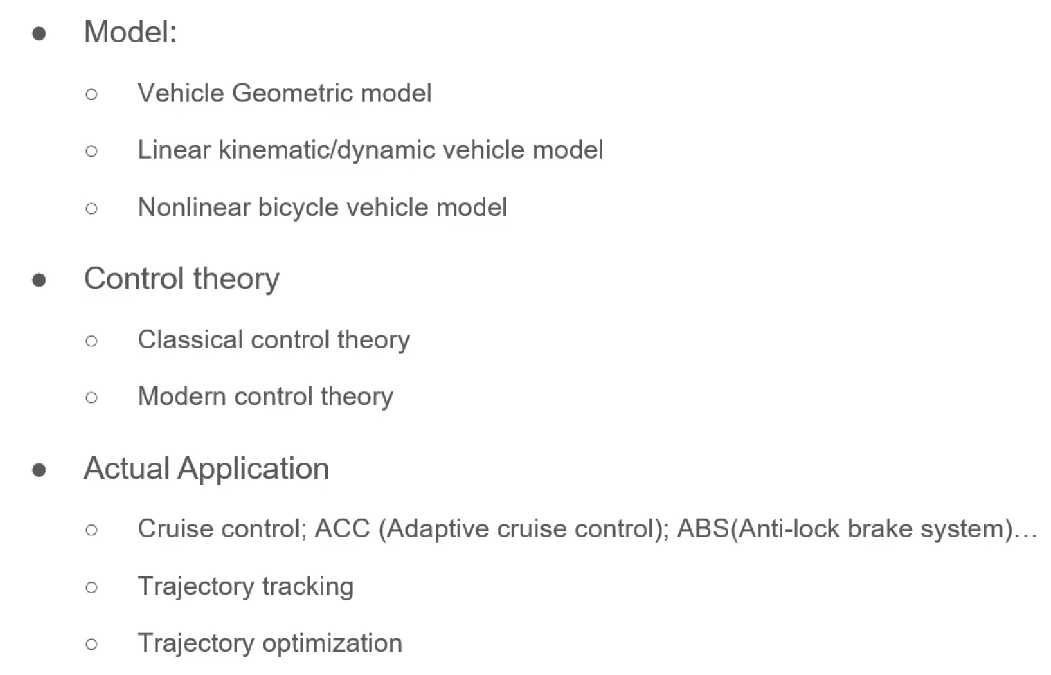 ● Model:
○ Vehicle Geometric model
○ Linear kinematic/dynamic vehicle model
○ Nonlinear bicycle vehicle model
● Control theory
○ Classical control theory
○ Modern control theory
● Actual Application
○ Cruise control; ACC (Adaptive cruise control); ABS(Anti-lock brake system)…
○ Trajectory tracking
○ Trajectory optimization